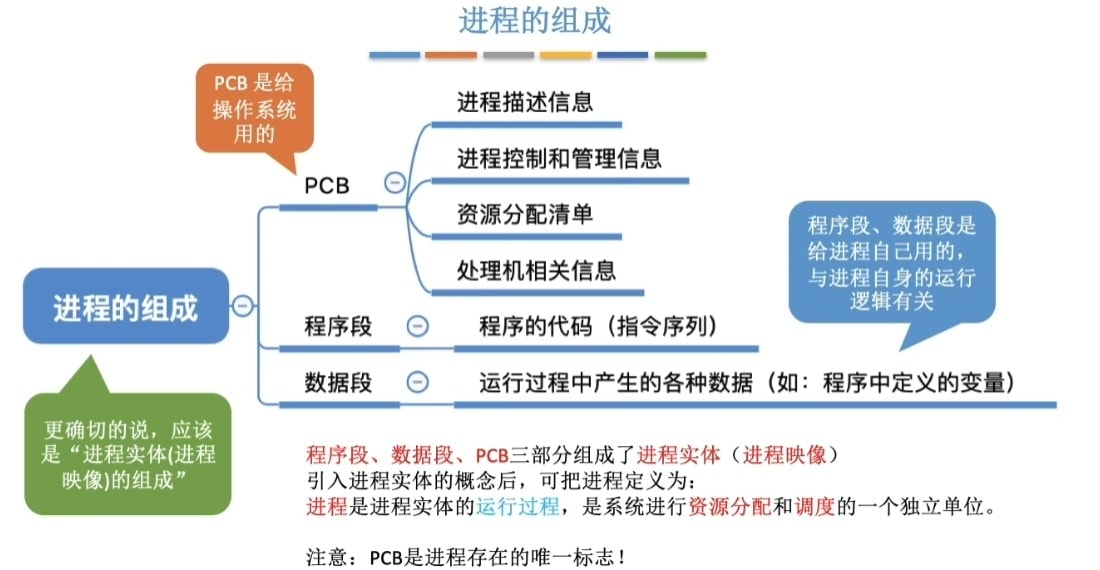 进程的组成
PCB 是给
操作系统
用的
进程描述信息
进程控制和管理信息
PCB
资源分配清单
处理机相关信息
程序段、数据段是
给进程自己用的，
与进程自身的运行
逻辑有关
进程的组成
程序段
程序的代码（指令序列）
数据段
运行过程中产生的各种数据（如：程序中定义的变量）
更确切的说，应该
是“进程实体(进程
映像)的组成”
程序段、数据段、PCB三部分组成了进程实体（进程映像）
引入进程实体的概念后，可把进程定义为：
进程是进程实体的运行过程，是系统进行资源分配和调度的一个独立单位。
注意：PCB是进程存在的唯一标志！